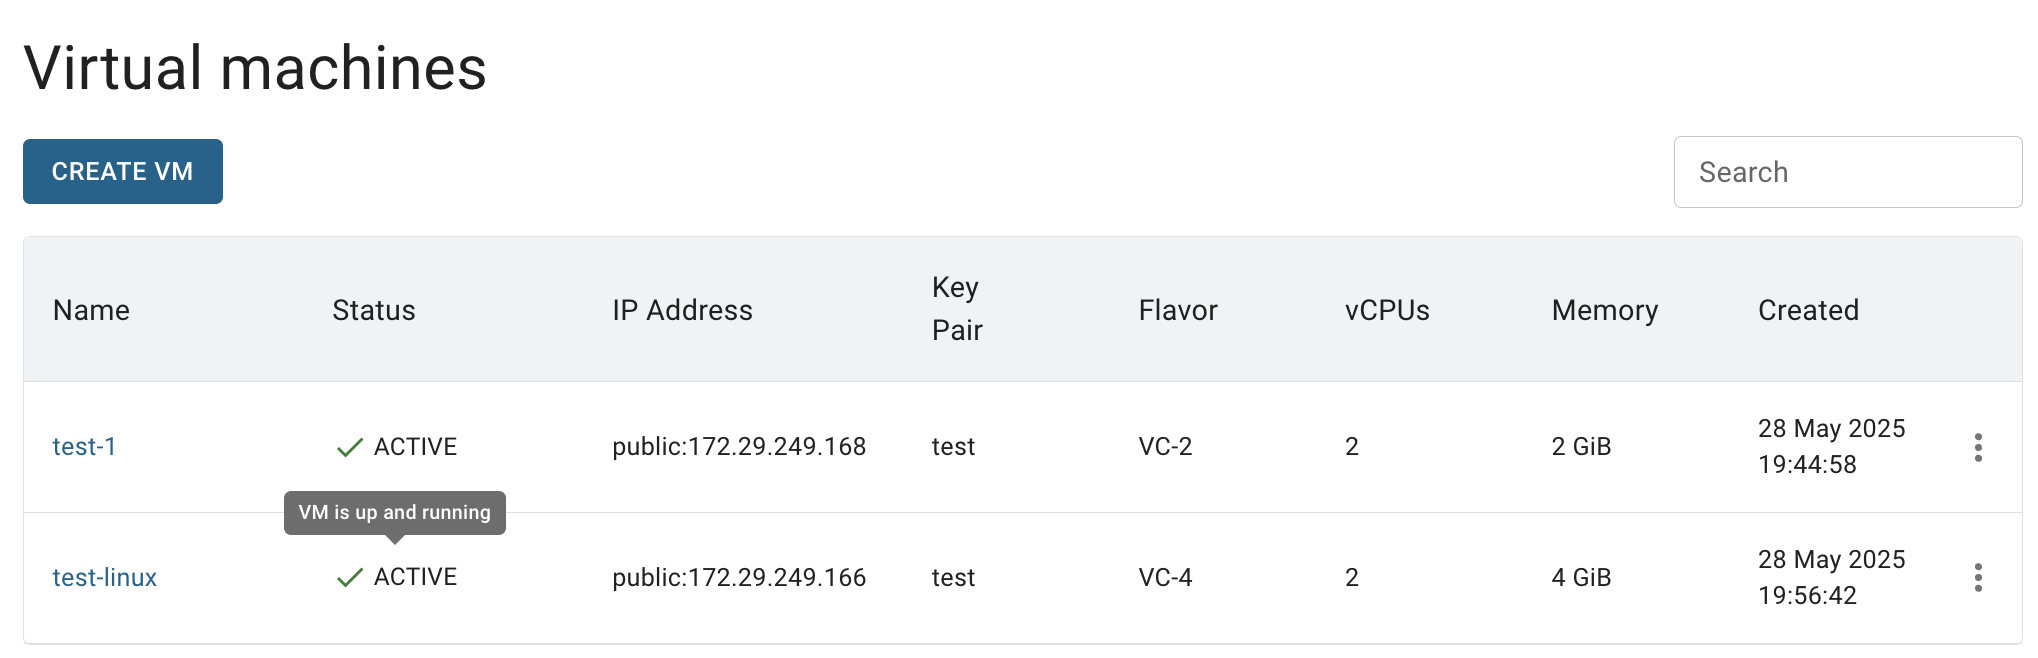 Virtual machines
CREATE VM
Search
Name Status IP Address Key Pair Flavor vCPUs Memory Created
test-1 ACTIVE public:172.29.249.168 test VC-2 2 2 GiB 28 May 2025 19:44:58
VM is up and running
test-linux ACTIVE public:172.29.249.166 test VC-4 2 4 GiB 28 May 2025 19:56:42